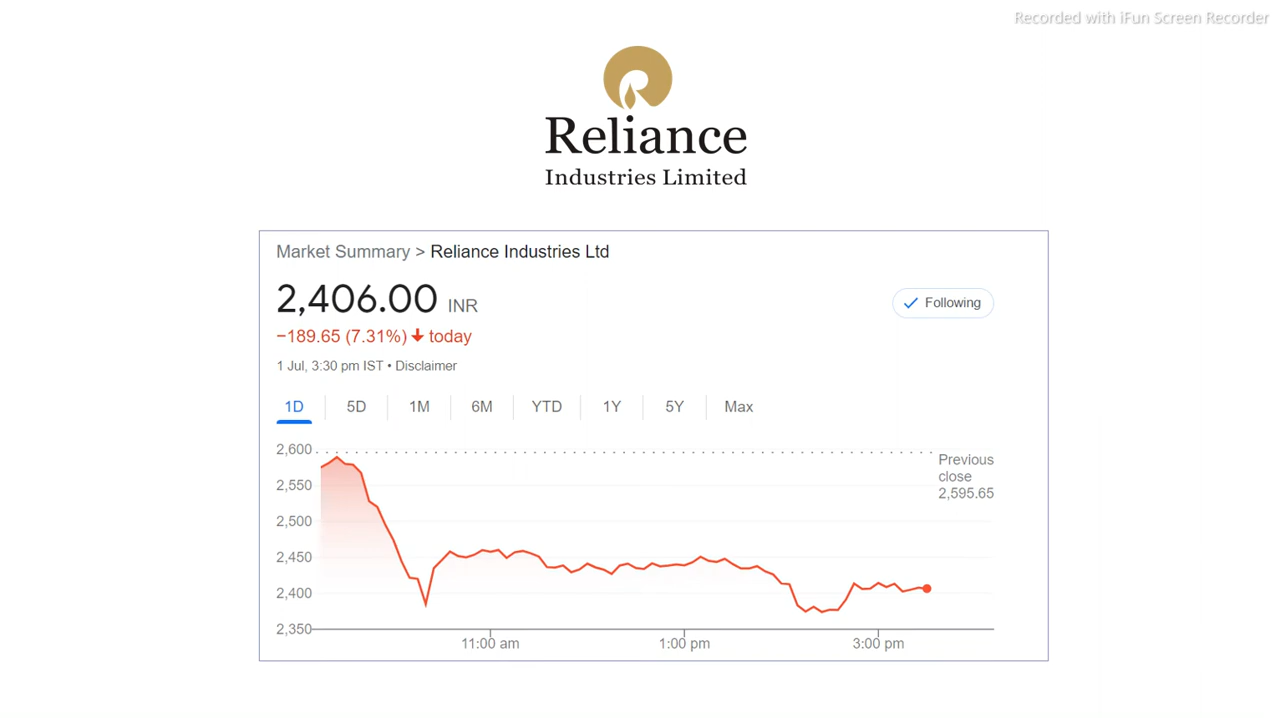 Recorded with iFun Screen Recorder
Reliance
Industries Limited
Market Summary > Reliance Industries Ltd
2,406.00 INR
Following
−189.65 (7.31%) today
1 Jul, 3:30 pm IST • Disclaimer
1D 5D 1M 6M YTD 1Y 5Y Max
2,600
Previous
close
2,595.65
2,550
2,500
2,450
2,400
2,350
11:00 am 1:00 pm 3:00 pm